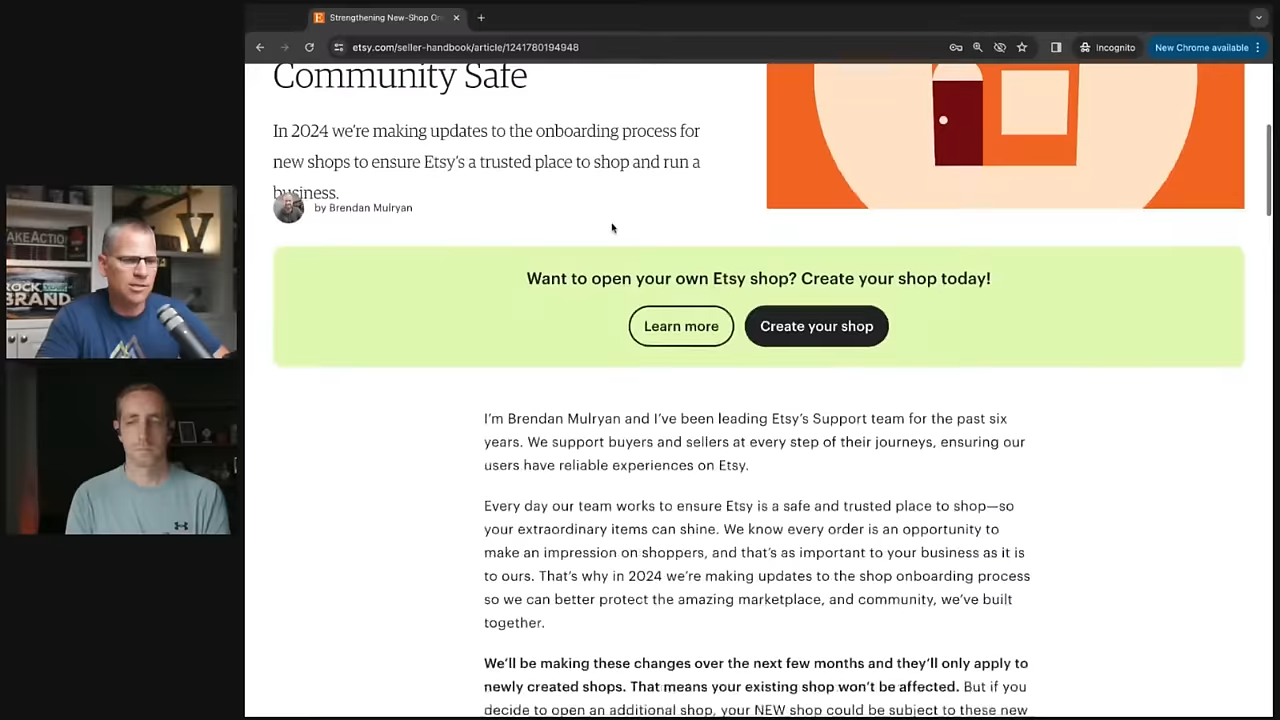 Strengthening New-Shop On
etsy.com/seller-handbook/article/1241780194948
Incognito
New Chrome available
Community Safe
In 2024 we're making updates to the onboarding process for
new shops to ensure Etsy's a trusted place to shop and run a
business.
by Brendan Mulryan
Want to open your own Etsy shop? Create your shop today!
Learn more
Create your shop
I'm Brendan Mulryan and I've been leading Etsy's Support team for the past six
years. We support buyers and sellers at every step of their journeys, ensuring our
users have reliable experiences on Etsy.
Every day our team works to ensure Etsy is a safe and trusted place to shop—so
your extraordinary items can shine. We know every order is an opportunity to
make an impression on shoppers, and that's as important to your business as it is
to ours. That's why in 2024 we're making updates to the shop onboarding process
so we can better protect the amazing marketplace, and community, we've built
together.
We'll be making these changes over the next few months and they'll only apply to
newly created shops. That means your existing shop won't be affected. But if you
decide to open an additional shop, your NEW shop could be subject to these new
AKEACTION
ROCK
BRAND
V